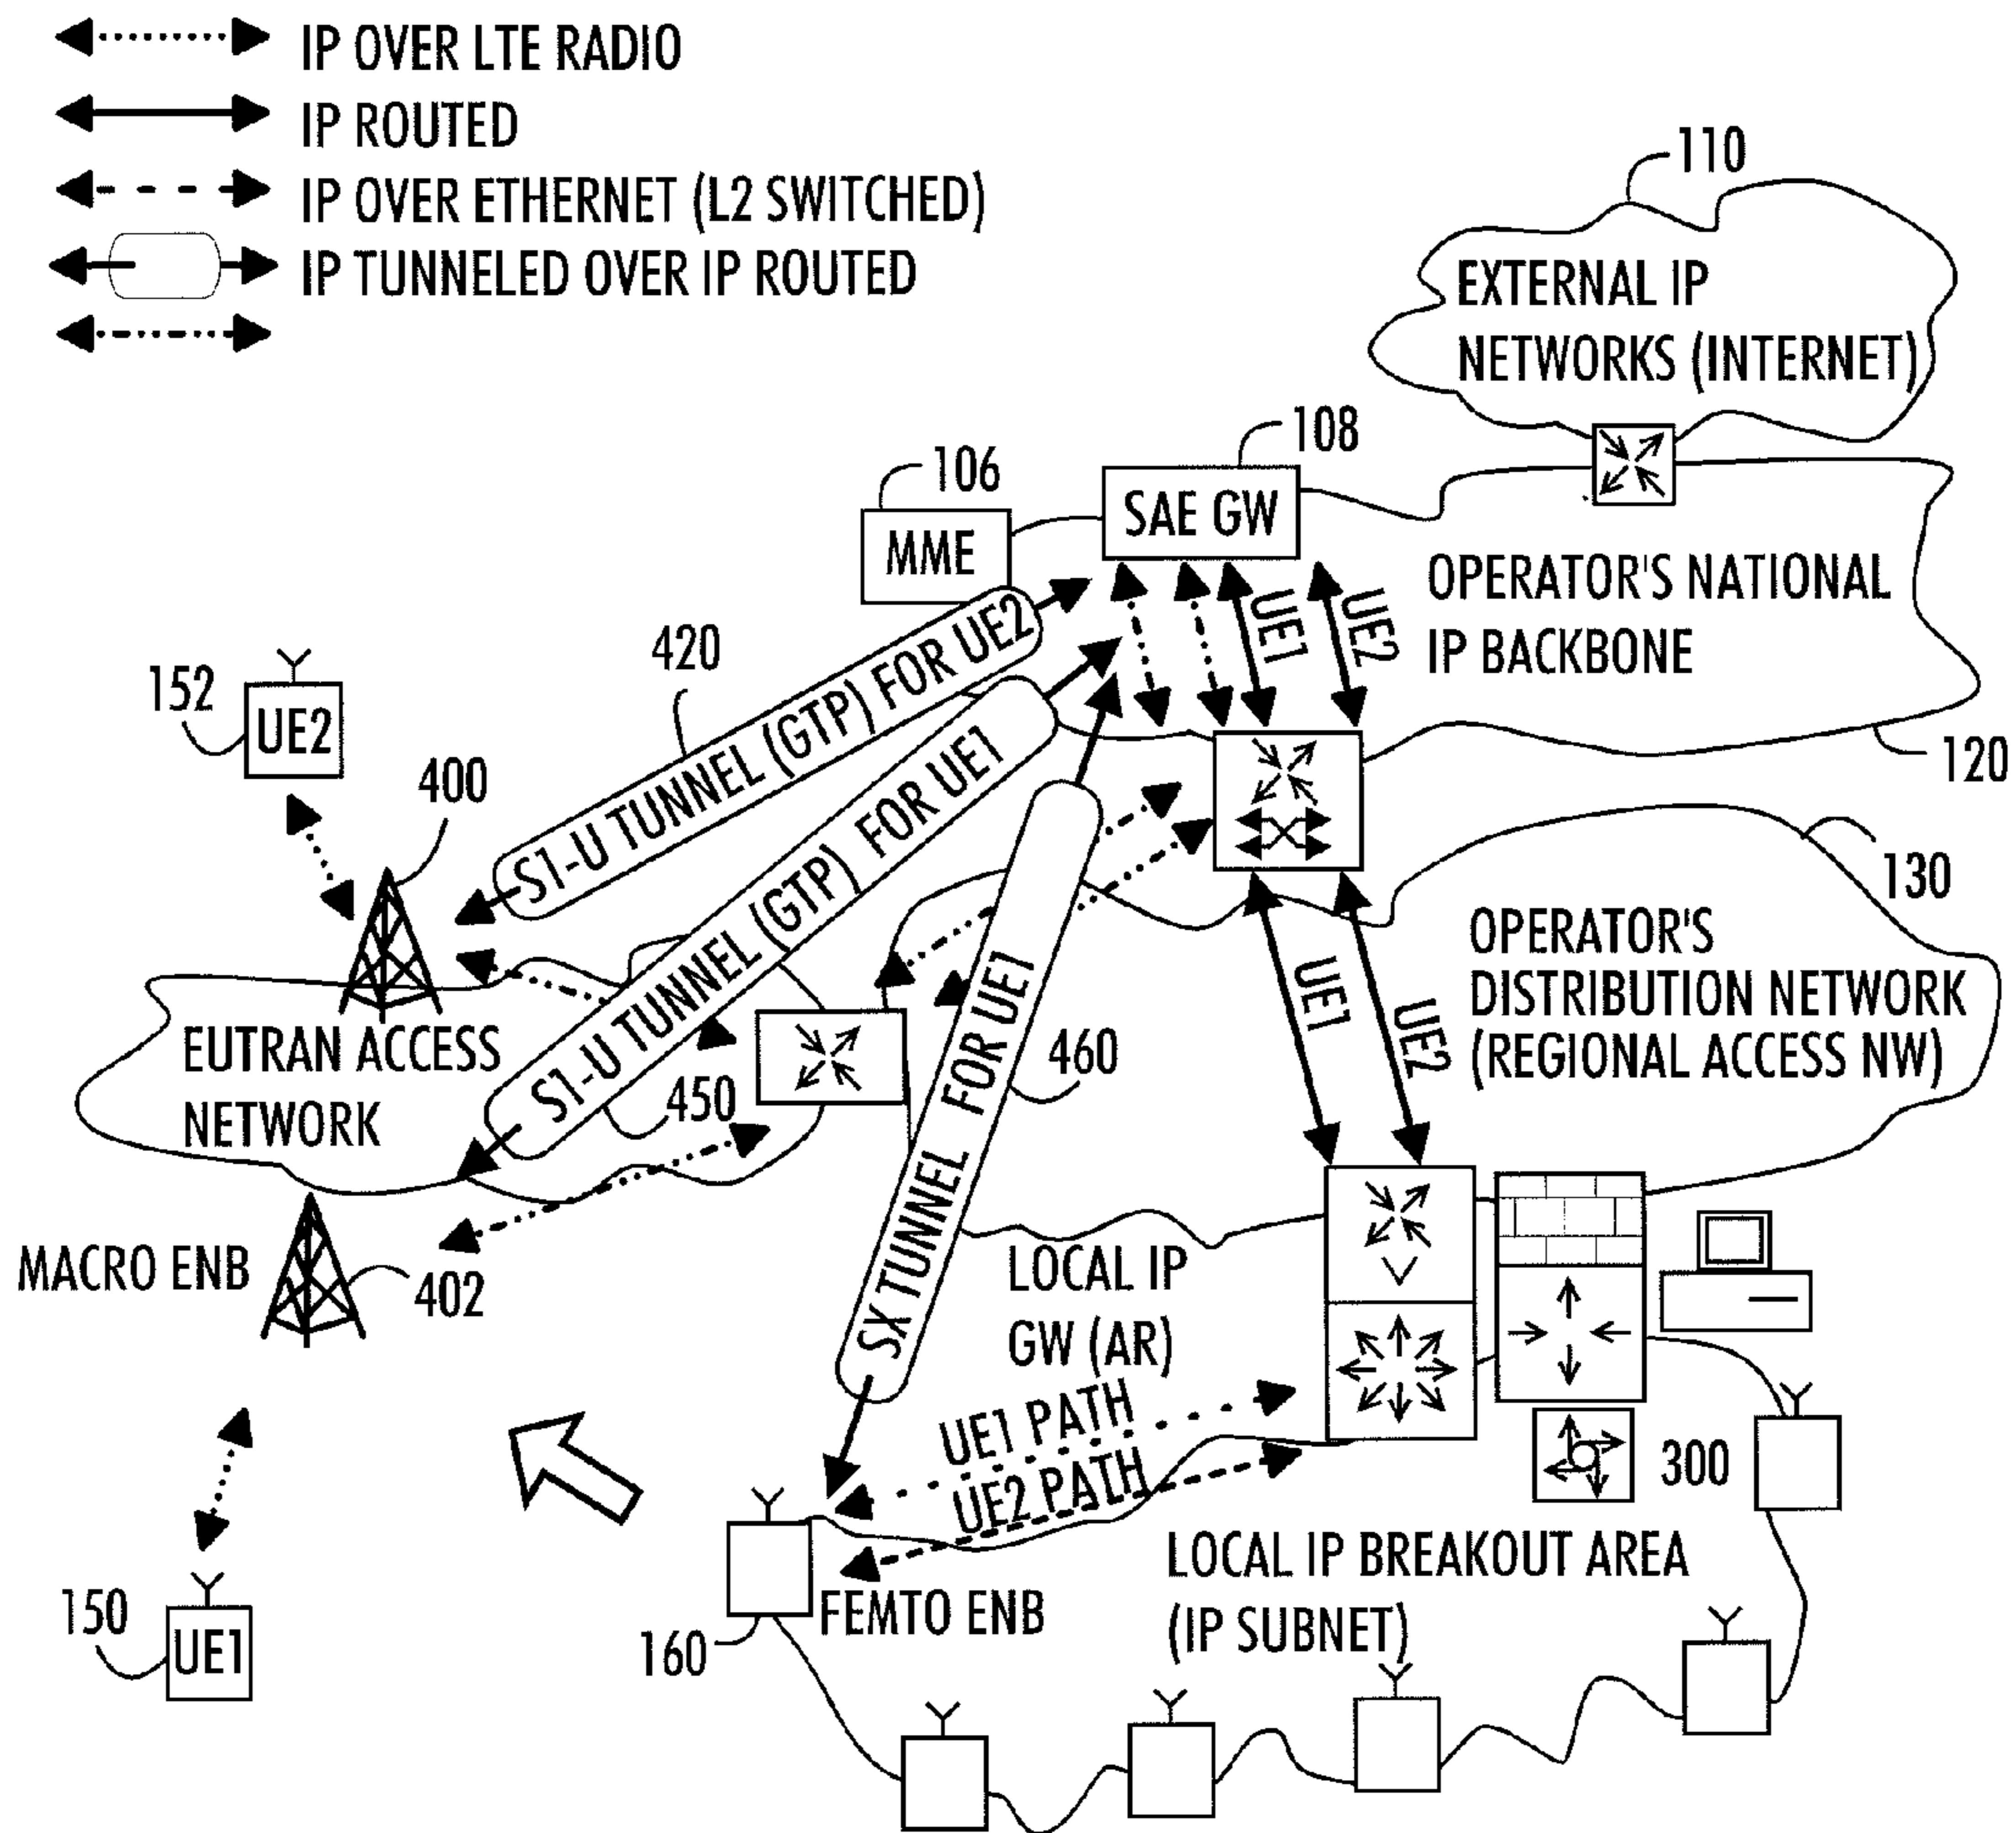 IP OVER LTE RADIO
IP ROUTED
IP OVER ETHERNET (L2 SWITCHED)
IP TUNNELED OVER IP ROUTED
110
EXTERNAL IP
NETWORKS (INTERNET)
108
106
SAE GW
MME
OPERATOR'S NATIONAL
IP BACKBONE
UE1
UE2
420
S1-U TUNNEL (GTP) FOR UE2
152
UE2
120
400
S1-U TUNNEL (GTP) FOR UE1
130
OPERATOR'S
DISTRIBUTION NETWORK
(REGIONAL ACCESS NW)
UE1
UE2
EUTRAN ACCESS
NETWORK
450
460
SX TUNNEL FOR UE1
MACRO ENB
402
LOCAL IP
GW (AR)
UE1 PATH
UE2 PATH
300
LOCAL IP BREAKOUT AREA
(IP SUBNET)
FEMTO ENB
160
150
UE1